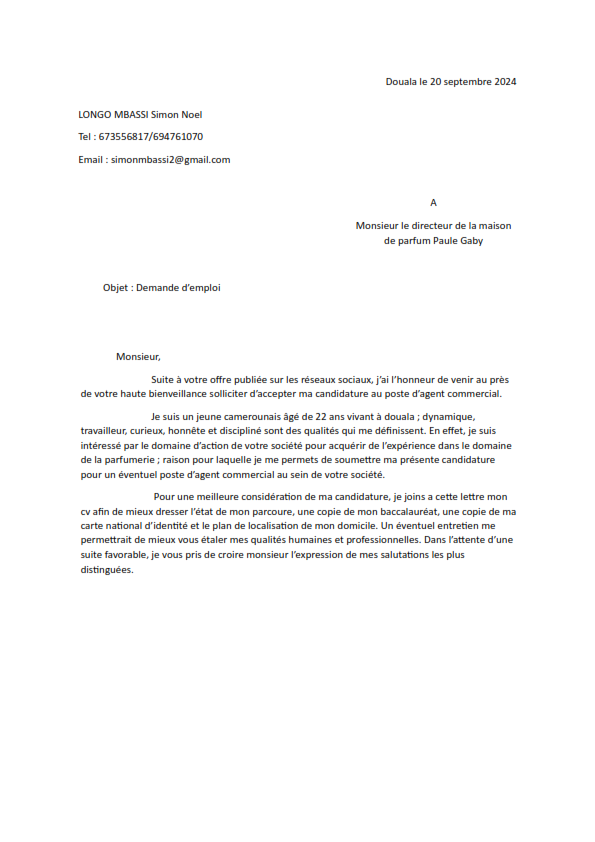 Douala le 20 septembre 2024
LONGO MBASSI Simon Noel
Tel : 673556817/694761070
Email : simonmbassi2@gmail.com
A
Monsieur le directeur de la maison
de parfum Paule Gaby
Objet : Demande d'emploi
Monsieur,
Suite à votre offre publiée sur les réseaux sociaux, j'ai l'honneur de venir au près
de votre haute bienveillance solliciter d'accepter ma candidature au poste d'agent commercial.
Je suis un jeune camerounais âgé de 22 ans vivant à douala ; dynamique,
travailleur, curieux, honnête et discipliné sont des qualités qui me définissent. En effet, je suis
intéressé par le domaine d'action de votre société pour acquérir de l'expérience dans le domaine
de la parfumerie ; raison pour laquelle je me permets de soumettre ma présente candidature
pour un éventuel poste d'agent commercial au sein de votre société.
Pour une meilleure considération de ma candidature, je joins a cette lettre mon
cv afin de mieux dresser l'état de mon parcoure, une copie de mon baccalauréat, une copie de ma
carte national d'identité et le plan de localisation de mon domicile. Un éventuel entretien me
permettrait de mieux vous étaler mes qualités humaines et professionnelles. Dans l'attente d'une
suite favorable, je vous pris de croire monsieur l'expression de mes salutations les plus
distinguées.